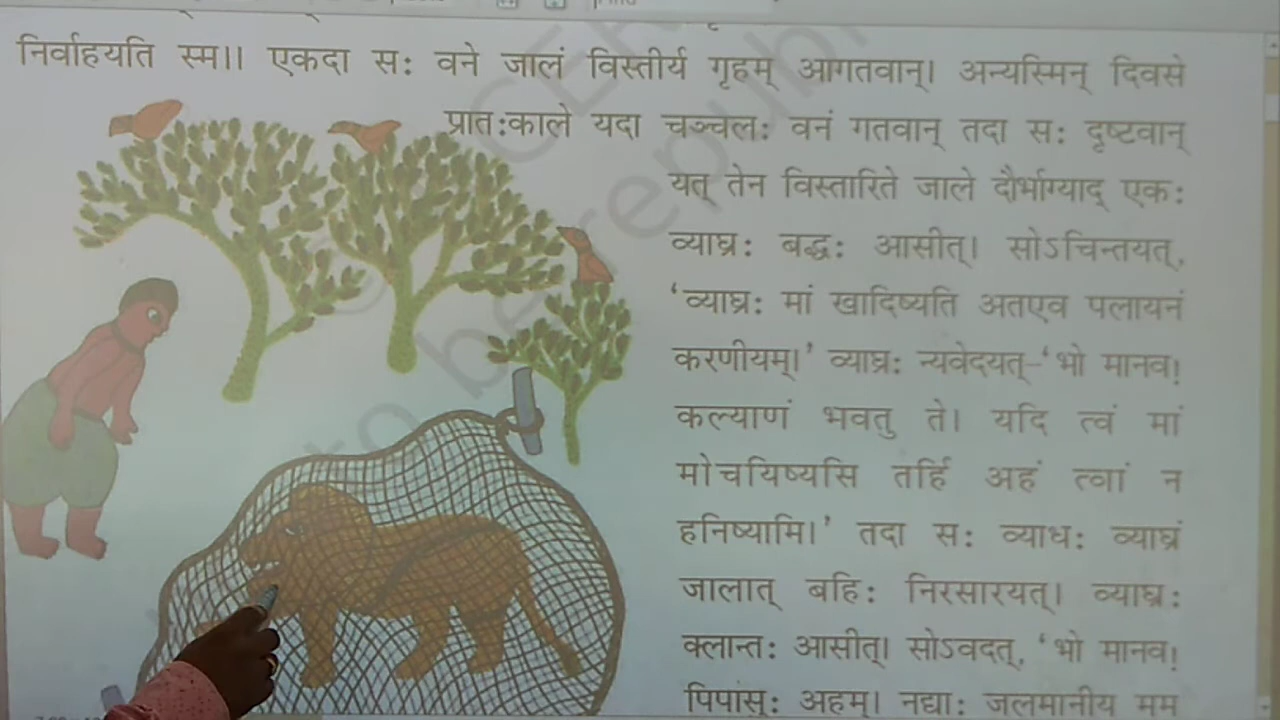 निर्वाहयति स्म।। एकदा सः वने जालं विस्तीर्य गृहम् आगतवान्। अन्यस्मिन् दिवसे
प्रातःकाले यदा चञ्चलः वनं गतवान् तदा सः दृष्टवान्
यत् तेन विस्तारिते जाले दौर्भाग्याद् एकः
व्याघ्रः बद्धः आसीत्। सोऽचिन्तयत्,
‘व्याघ्रः मां खादिष्यति अतएव पलायनं
करणीयम्।’ व्याघ्रः न्यवेदयत्–‘भो मानव!
कल्याणं भवतु ते। यदि त्वं मां
मोचयिष्यसि तर्हि अहं त्वां न
हनिष्यामि।’ तदा सः व्याधः व्याघ्रं
जालात् बहिः निरसारयत्। व्याघ्रः
क्लान्तः आसीत्। सोऽवदत्, ‘भो मानव!
पिपासुः अहम्। नद्याः जलमानीय मम